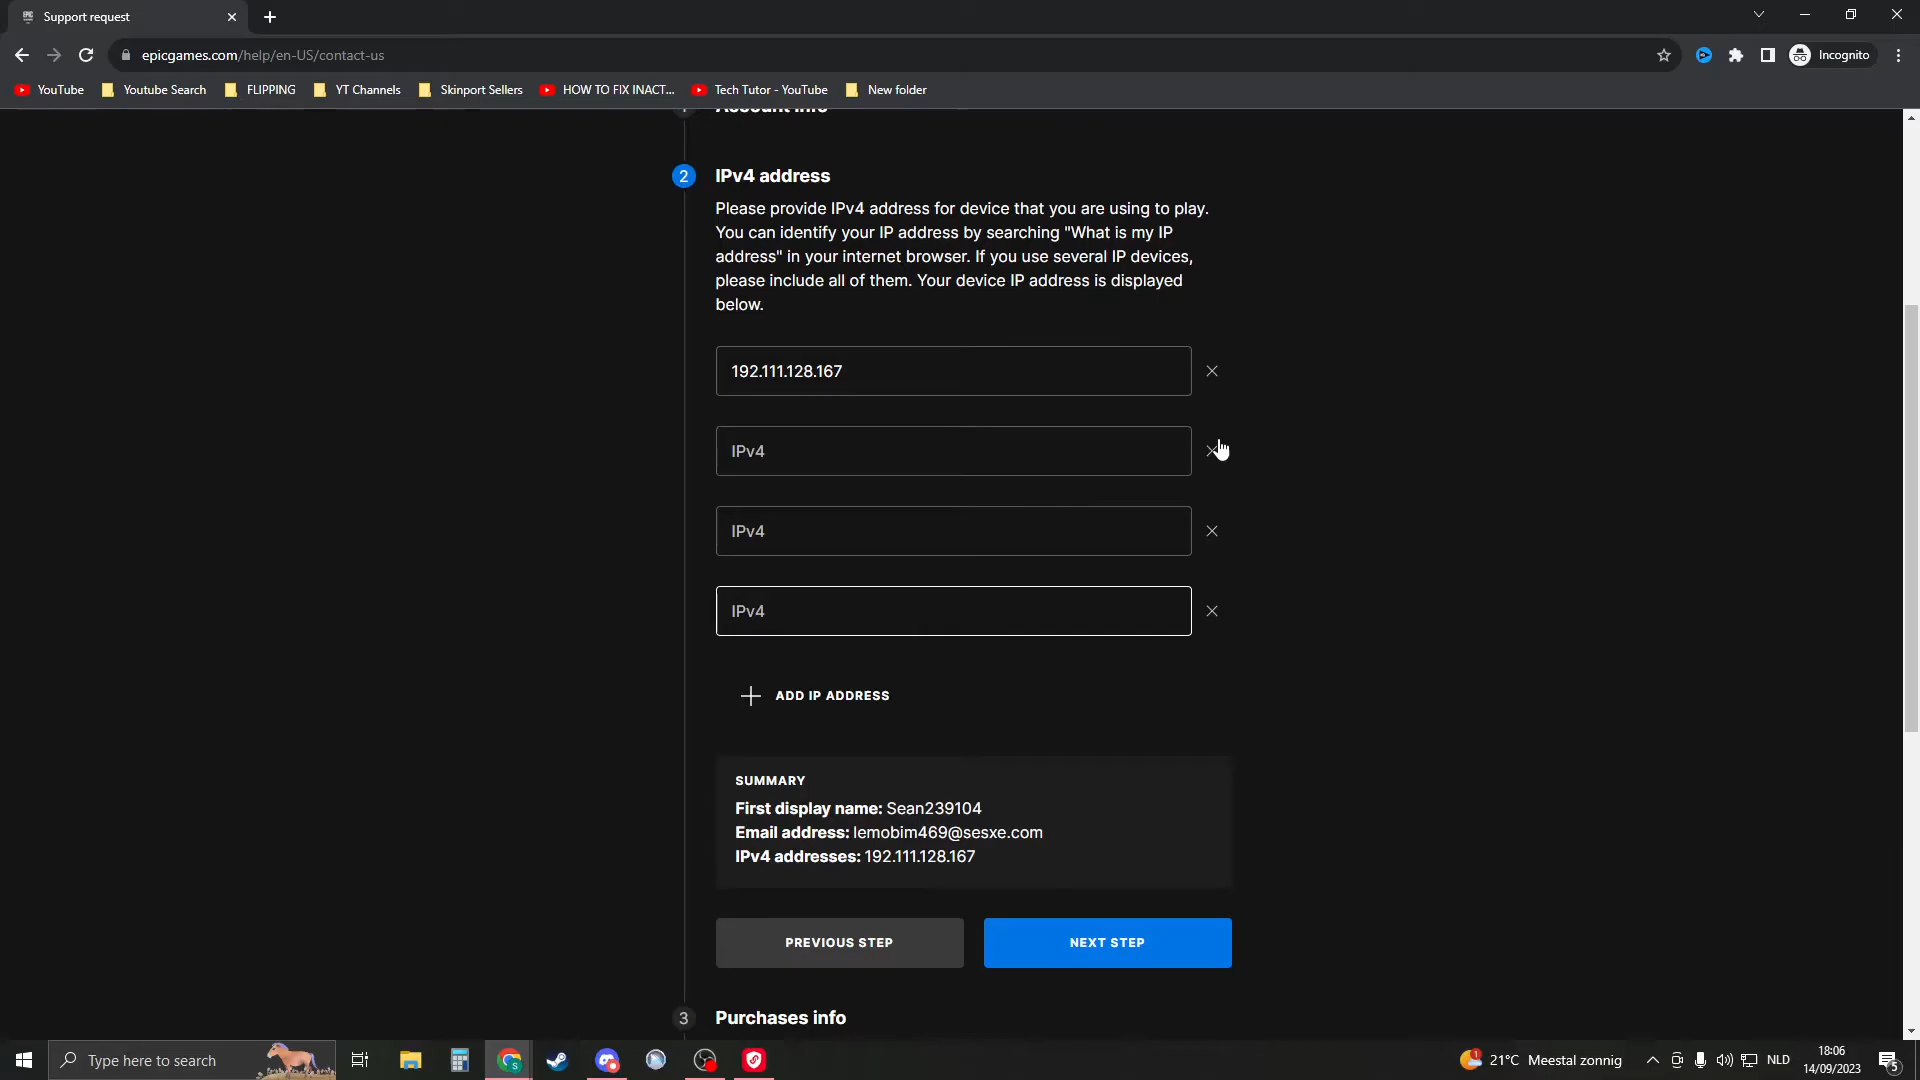 Support request
epicgames.com/help/en-US/contact-us
Incognito
YouTube
Youtube Search
FLIPPING
YT Channels
Skinport Sellers
HOW TO FIX INACT...
Tech Tutor - YouTube
New folder
Account info
2
IPv4 address
Please provide IPv4 address for device that you are using to play.
You can identify your IP address by searching "What is my IP
address" in your internet browser. If you use several IP devices,
please include all of them. Your device IP address is displayed
below.
192.111.128.167
IPv4
IPv4
IPv4
ADD IP ADDRESS
SUMMARY
First display name: Sean239104
Email address: lemobim469@sesxe.com
IPv4 addresses: 192.111.128.167
PREVIOUS STEP
NEXT STEP
3
Purchases info
Type here to search
1
21°C Meestal zonnig
NLD
18:06
14/09/2023
5